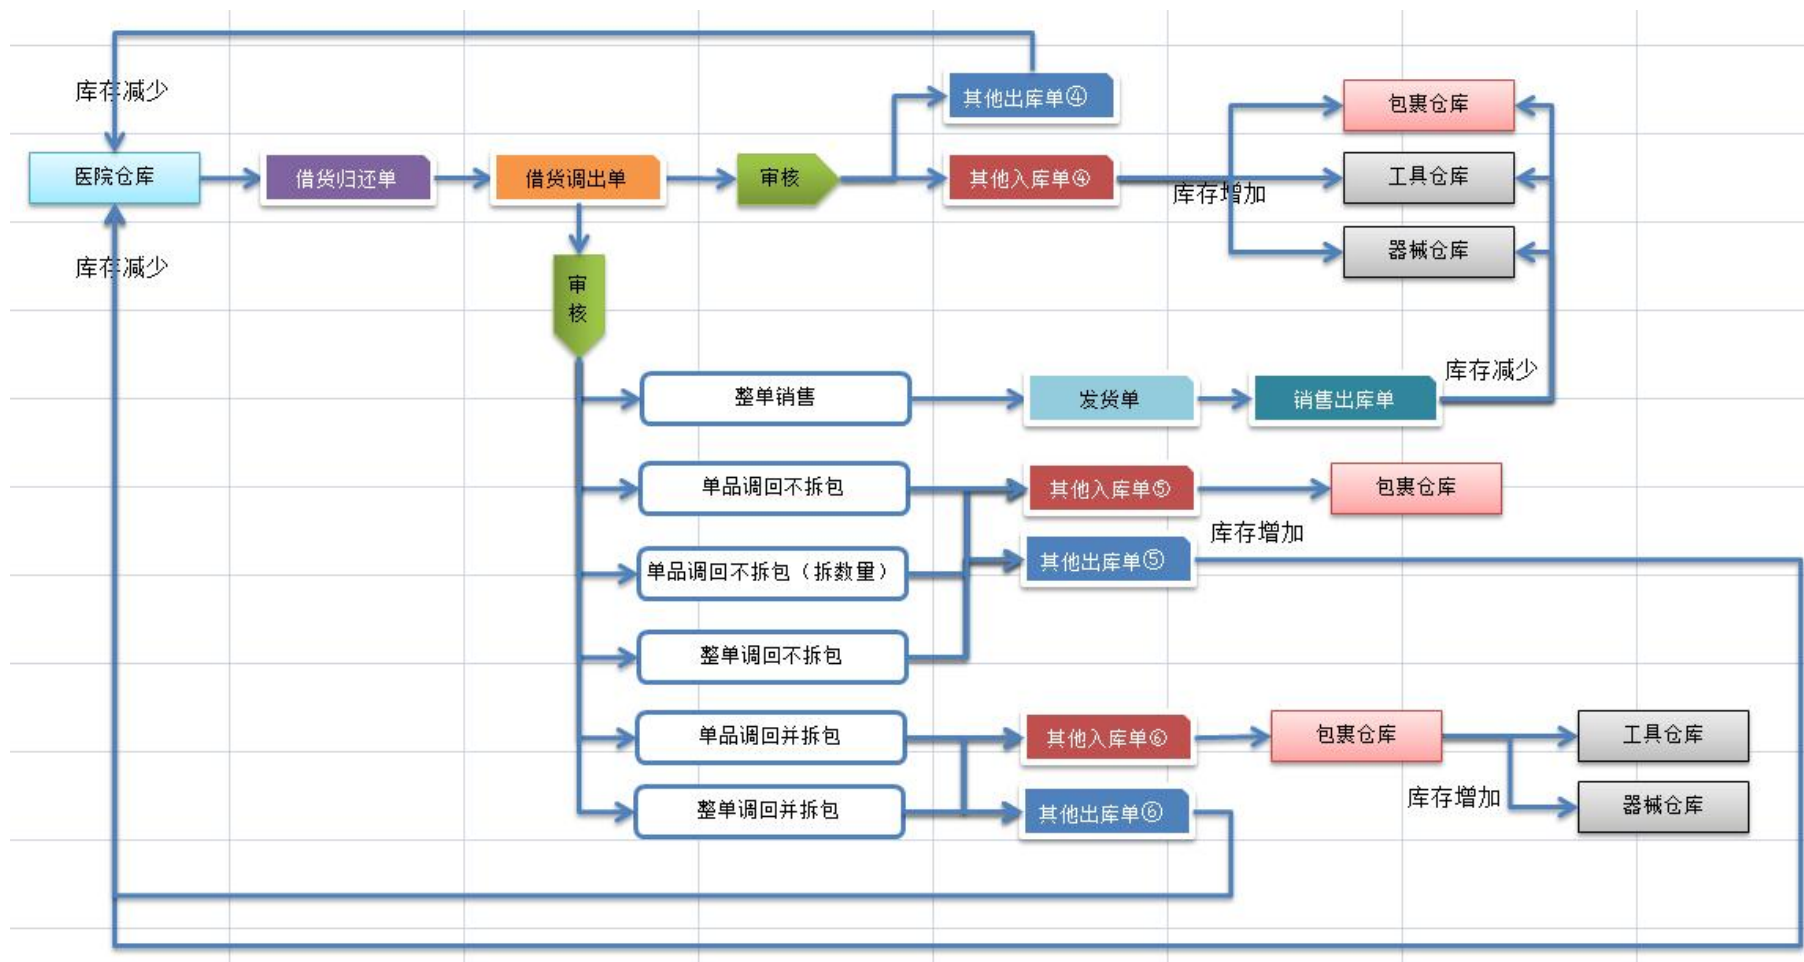 其他出库单④
库存减少
包裹仓库
医院仓库
借货归还单
借货调出单
审核
其他入库单④
库存增加
工具仓库
器械仓库
库存减少
审
核
整单销售
发货单
销售出库单
库存减少
单品调回不拆包
其他入库单⑤
包裹仓库
库存增加
其他出库单⑤
单品调回不拆包（拆数量）
整单调回不拆包
单品调回并拆包
其他入库单⑥
包裹仓库
工具仓库
库存增加
整单调回并拆包
其他出库单⑥
器械仓库